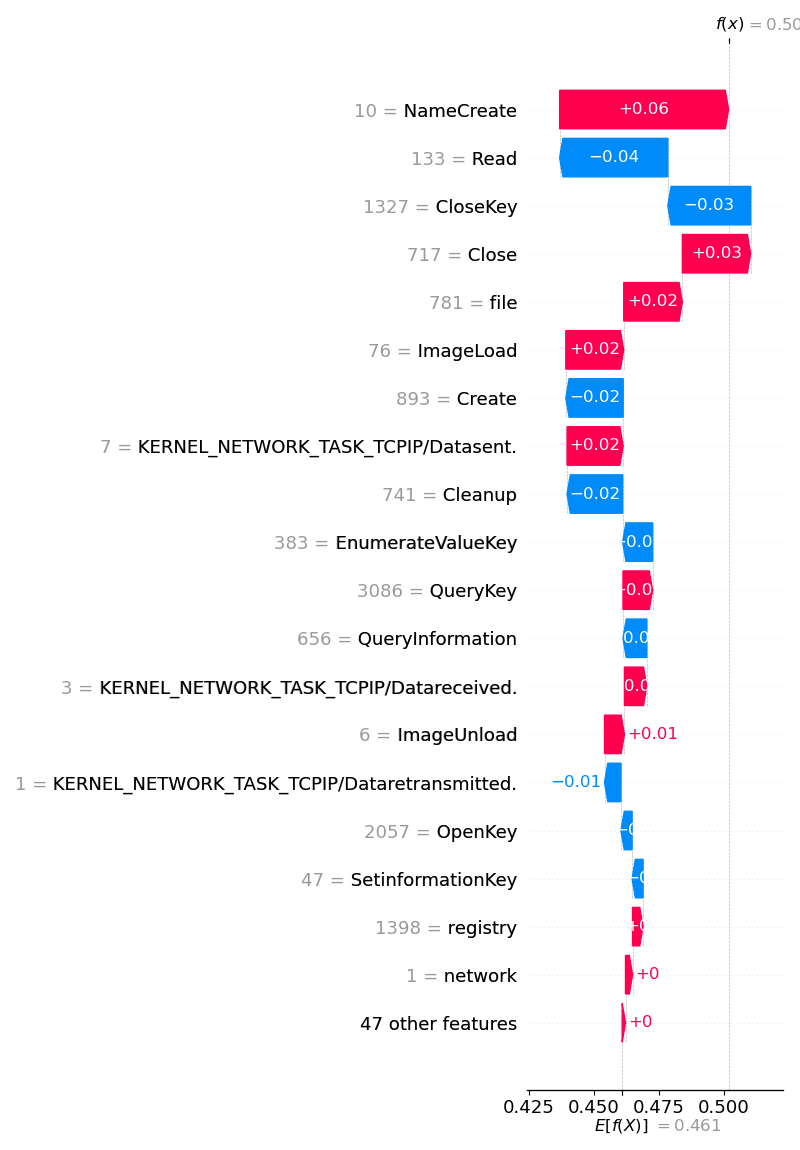 f(x) = 0.50
10 = NameCreate +0.06
133 = Read −0.04
1327 = CloseKey −0.03
717 = Close +0.03
781 = file +0.02
76 = ImageLoad +0.02
893 = Create −0.02
7 = KERNEL_NETWORK_TASK_TCPIP/Datasent. +0.02
741 = Cleanup −0.02
383 = EnumerateValueKey
3086 = QueryKey
656 = QueryInformation
3 = KERNEL_NETWORK_TASK_TCPIP/Datareceived.
6 = ImageUnload +0.01
1 = KERNEL_NETWORK_TASK_TCPIP/Dataretransmitted. −0.01
2057 = OpenKey
47 = SetinformationKey
1398 = registry
1 = network +0
47 other features +0
0.425 0.450 0.475 0.500
E[f(X)] = 0.461